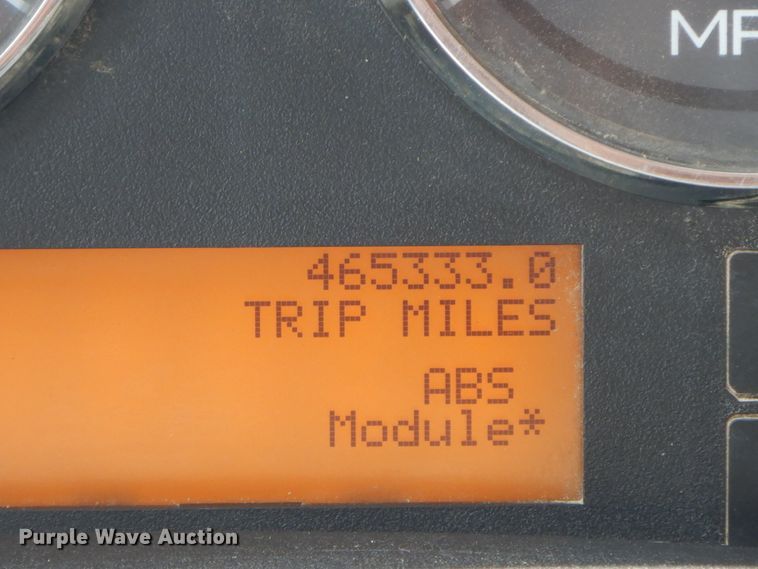 MP
465333.0
TRIP MILES
ABS
Module*
Purple Wave Auction